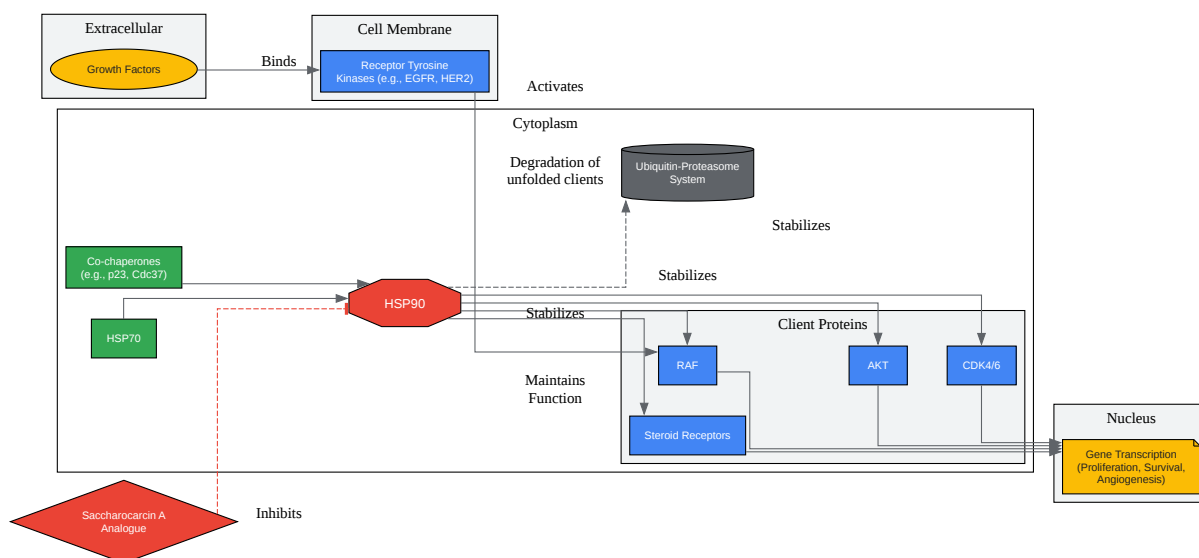 Extracellular
Growth Factors
Binds
Cell Membrane
Receptor Tyrosine
Kinases (e.g., EGFR, HER2)
Activates
Cytoplasm
Degradation of
unfolded clients
Ubiquitin-Proteasome
System
Stabilizes
Co-chaperones
(e.g., p23, Cdc37)
Stabilizes
HSP90
Stabilizes
HSP70
Client Proteins
RAF
AKT
CDK4/6
Maintains
Function
Steroid Receptors
Nucleus
Gene Transcription
(Proliferation, Survival,
Angiogenesis)
Saccharocarcin A
Analogue
Inhibits